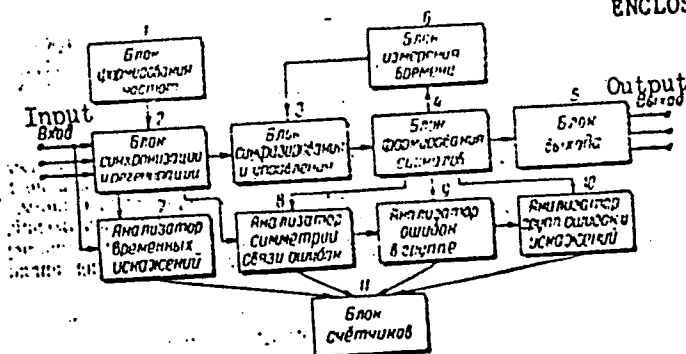 ENCLOS
1
Блок
формирования
частот
6
Блок
измерения
времени
Input
Вход
2
Блок
синхронизации
и регенерации
3
Блок
и управления
4
Блок
формирования
сигналов
5
Блок
выхода
Output
Выход
7
Анализатор
временных
искажений
8
Анализатор
симметрии
связи ошибок
9
Анализатор
ошибок
в группе
10
Анализатор
групп ошибок и
искажений
11
Блок
счётчиков